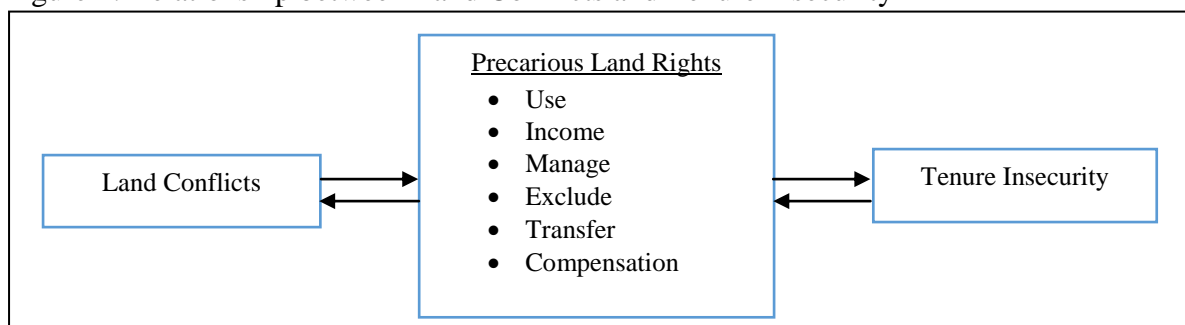 Precarious Land Rights
• Use
• Income
• Manage
• Exclude
• Transfer
• Compensation
Land Conflicts
Tenure Insecurity